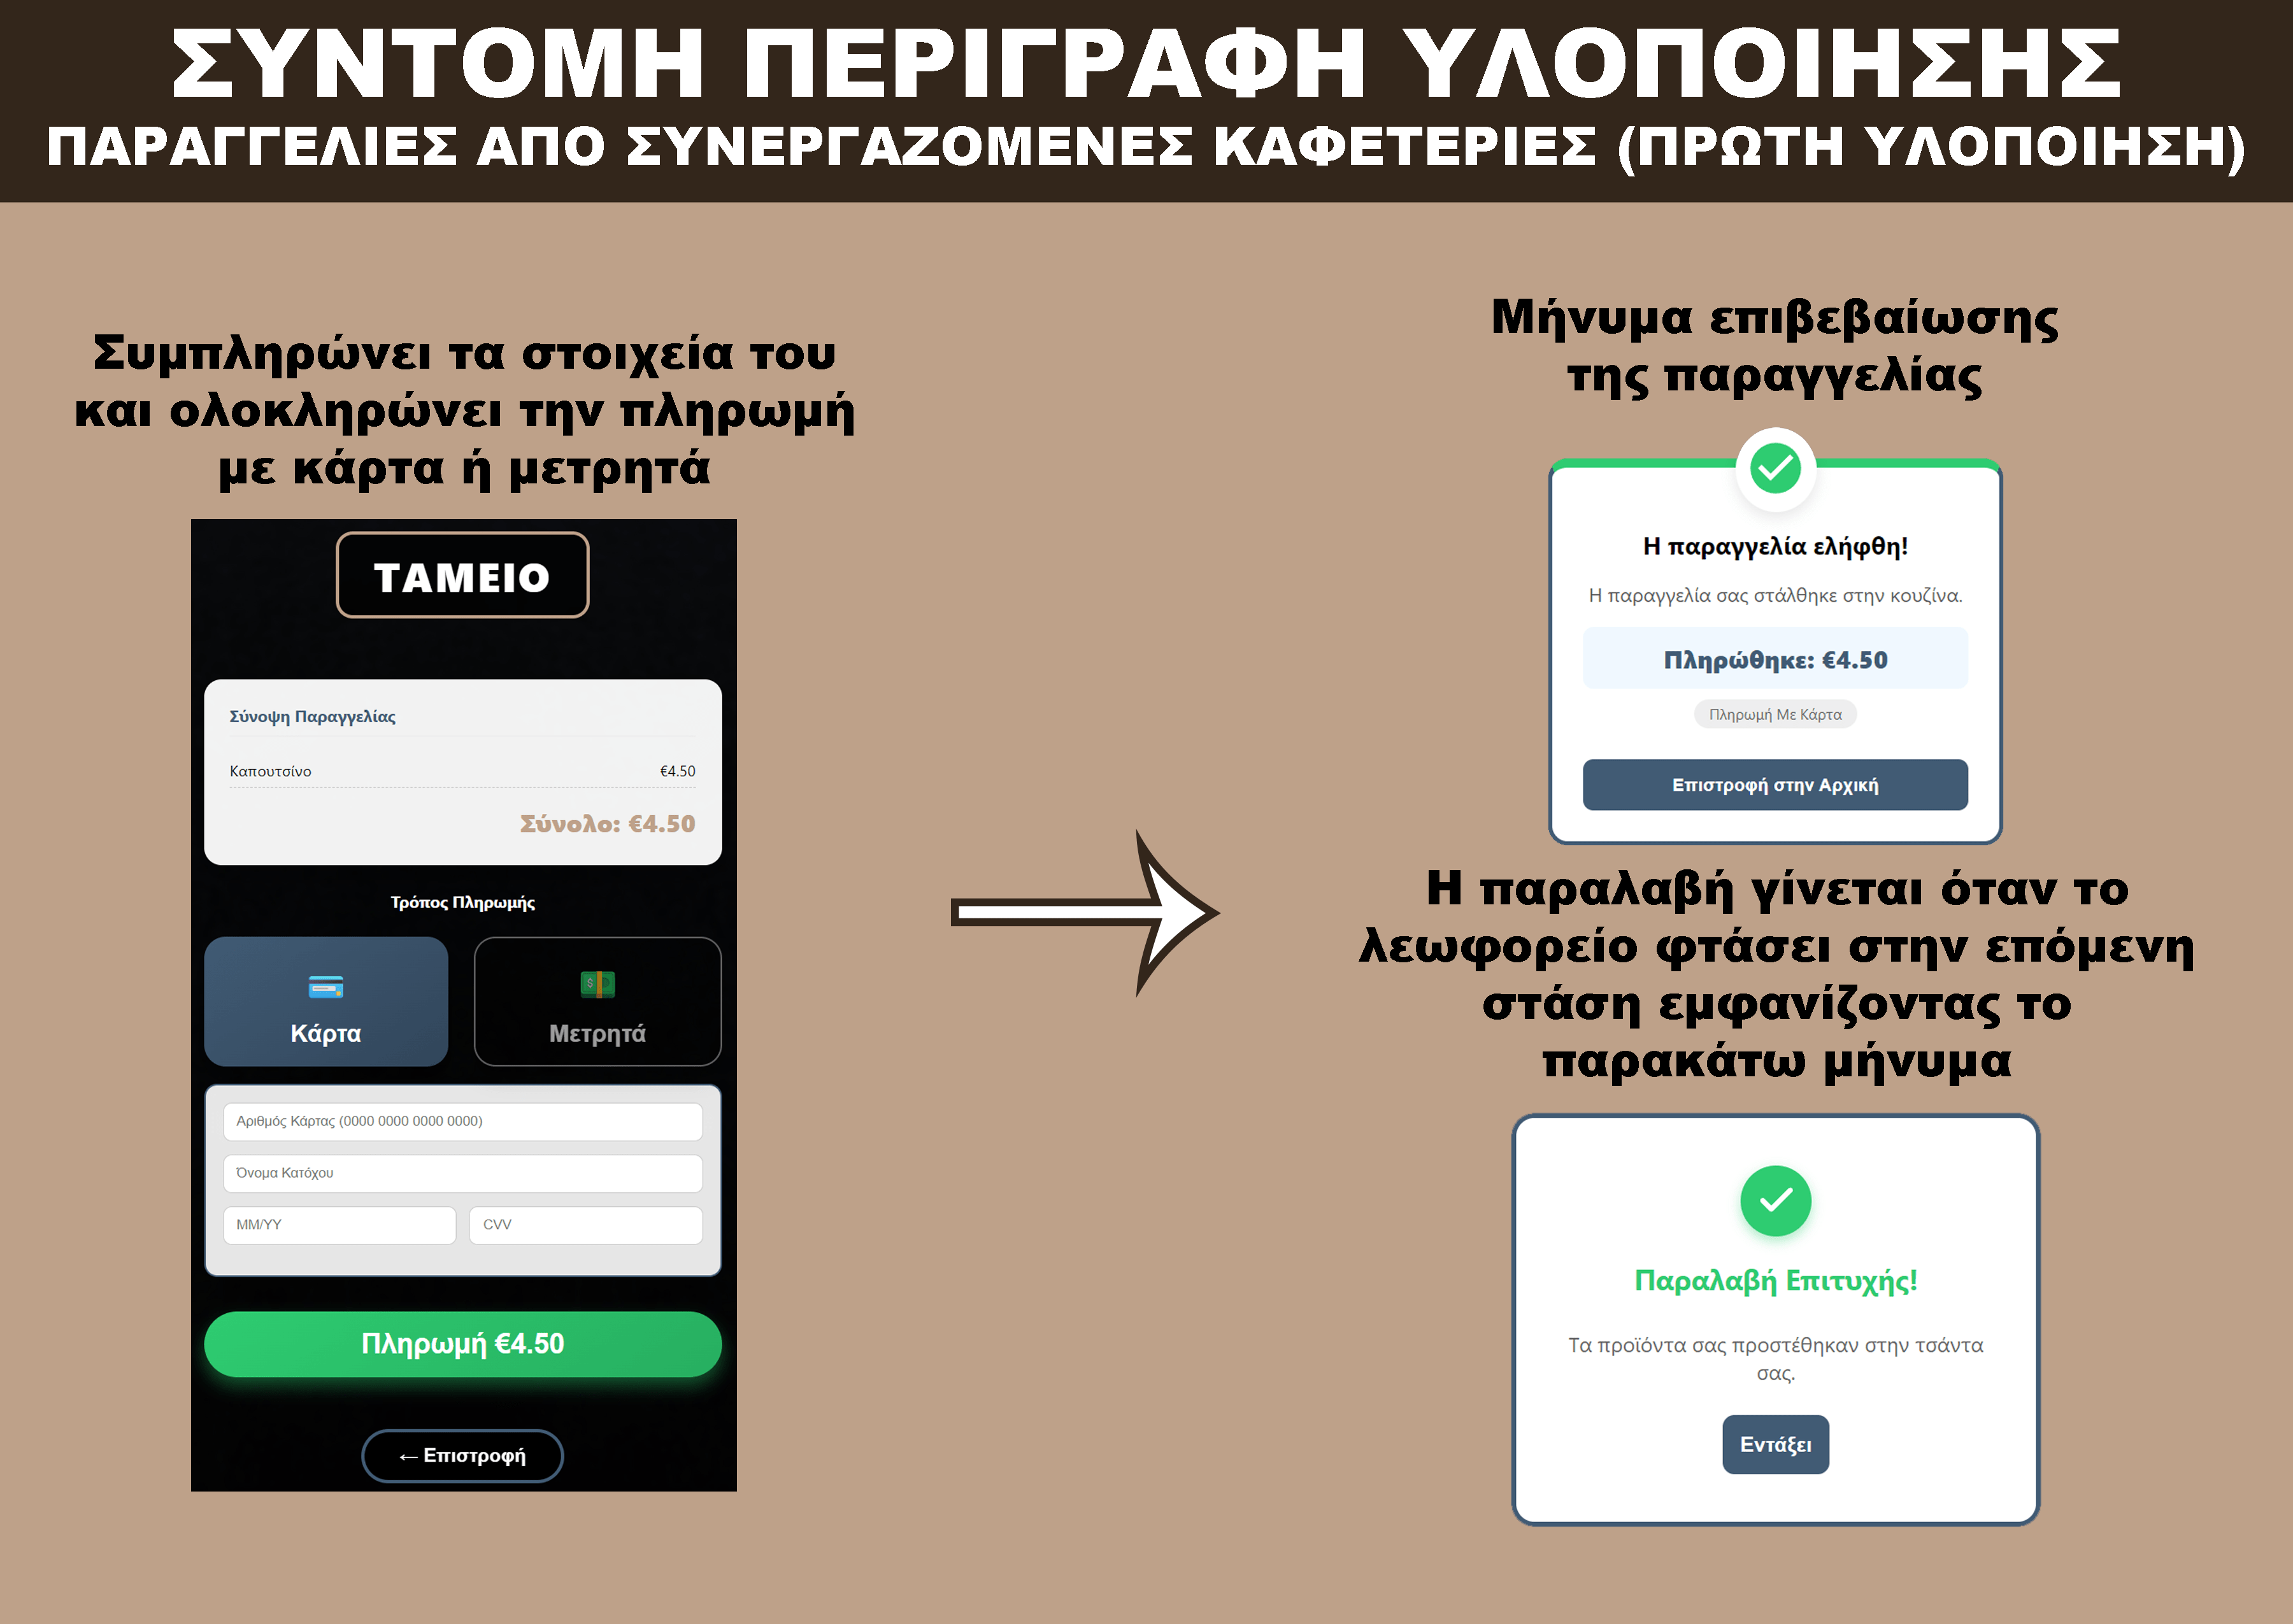 ΣΥΝΤΟΜΗ ΠΕΡΙΓΡΑΦΗ ΥΛΟΠΟΙΗΣΗΣ
ΠΑΡΑΓΓΕΛΙΕΣ ΑΠΟ ΣΥΝΕΡΓΑΖΟΜΕΝΕΣ ΚΑΦΕΤΕΡΙΕΣ (ΠΡΩΤΗ ΥΛΟΠΟΙΗΣΗ)
Συμπληρώνει τα στοιχεία του
και ολοκληρώνει την πληρωμή
με κάρτα ή μετρητά
ΤΑΜΕΙΟ
Σύνοψη Παραγγελίας
Καπουτσίνο €4.50
Σύνολο: €4.50
Τρόπος Πληρωμής
Κάρτα Μετρητά
Αριθμός Κάρτας (0000 0000 0000 0000)
Όνομα Κατόχου
MM/YY CVV
Πληρωμή €4.50
← Επιστροφή
Μήνυμα επιβεβαίωσης
της παραγγελίας
Η παραγγελία ελήφθη!
Η παραγγελία σας στάλθηκε στην κουζίνα.
Πληρώθηκε: €4.50
Πληρωμή Με Κάρτα
Επιστροφή στην Αρχική
Η παραλαβή γίνεται όταν το
λεωφορείο φτάσει στην επόμενη
στάση εμφανίζοντας το
παρακάτω μήνυμα
Παραλαβή Επιτυχής!
Τα προϊόντα σας προστέθηκαν στην τσάντα
σας.
Εντάξει